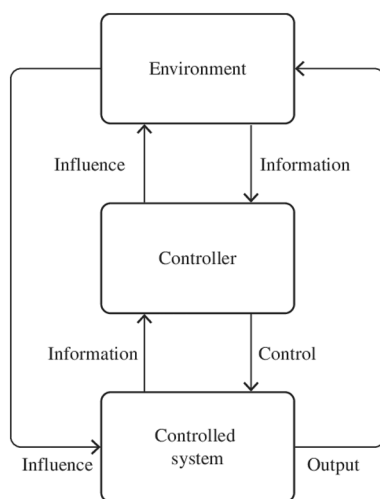 Environment
Influence
Information
Controller
Information
Control
Controlled
system
Influence
Output